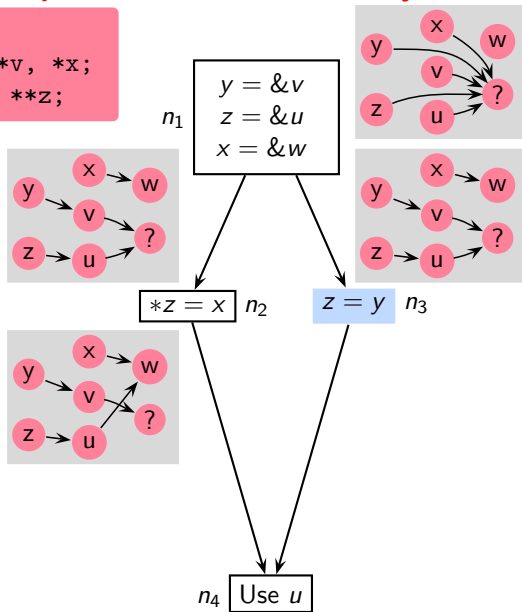 *v, *x;
**z;
n1
y = &v
z = &u
x = &w
x
w
y
v
?
z
u
x
w
y
v
?
z
u
x
w
y
v
?
z
u
*z = x
n2
z = y
n3
x
w
y
v
?
z
u
n4
Use u